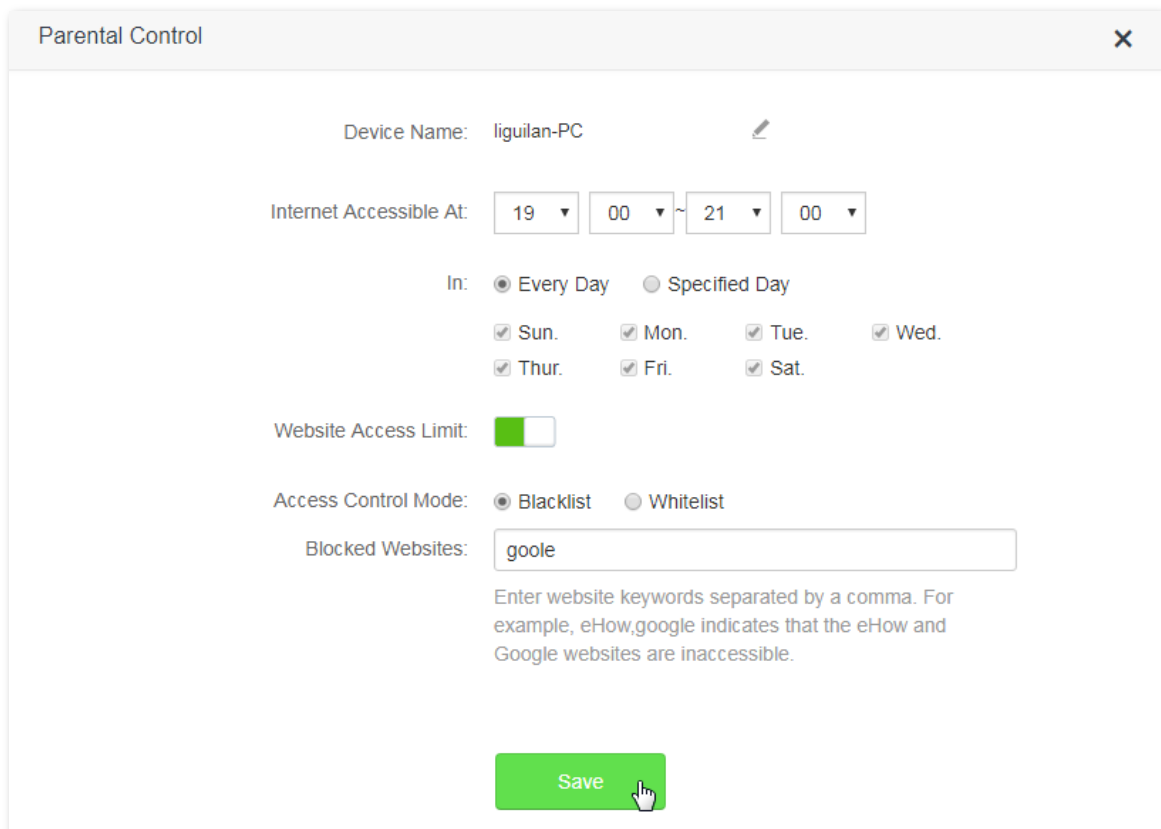 Parental Control
Device Name: liguilan-PC
Internet Accessible At: 19 00 ~ 21 00
In: Every Day Specified Day
Sun. Mon. Tue. Wed.
Thur. Fri. Sat.
Website Access Limit:
Access Control Mode: Blacklist Whitelist
Blocked Websites: goole
Enter website keywords separated by a comma. For
example, eHow,google indicates that the eHow and
Google websites are inaccessible.
Save